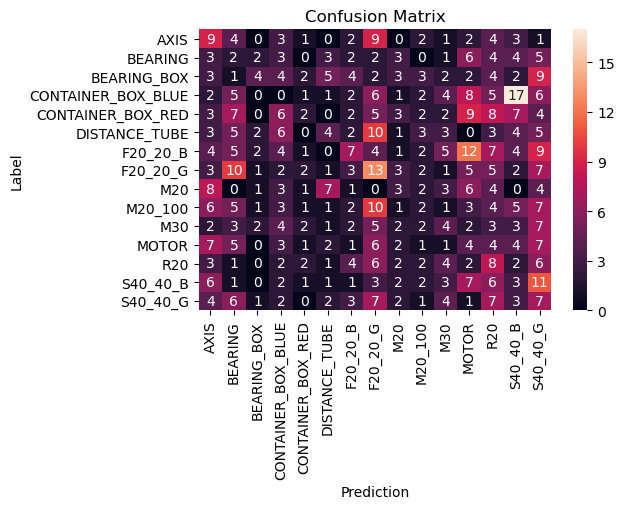 Confusion Matrix
AXIS 9 4 0 3 1 0 2 9 0 2 1 2 4 3 1
BEARING 3 2 2 3 0 3 2 2 3 0 1 6 4 4 5
BEARING_BOX 3 1 4 4 2 5 4 2 3 3 2 2 4 2 9
CONTAINER_BOX_BLUE 2 5 0 0 1 1 2 6 1 2 4 8 5 17 6
CONTAINER_BOX_RED 3 7 0 6 2 0 2 5 3 2 2 9 8 7 4
DISTANCE_TUBE 3 5 2 6 0 4 2 10 1 3 3 0 3 4 5
F20_20_B 4 5 2 4 1 0 7 4 1 2 5 12 7 4 9
F20_20_G 3 10 1 2 2 1 3 13 3 2 1 5 5 2 7
M20 8 0 1 3 1 7 1 0 3 2 3 6 4 0 4
M20_100 6 5 1 3 1 1 2 10 1 2 1 3 4 5 7
M30 2 3 2 4 2 1 2 5 2 2 4 2 3 3 7
MOTOR 7 5 0 3 1 2 1 6 2 1 1 4 4 4 7
R20 3 1 0 2 2 1 4 6 2 2 4 2 8 2 6
S40_40_B 6 1 0 2 1 1 1 3 2 2 3 7 6 3 11
S40_40_G 4 6 1 2 0 2 3 7 2 1 4 1 7 3 7
Label
AXIS
BEARING
BEARING_BOX
CONTAINER_BOX_BLUE
CONTAINER_BOX_RED
DISTANCE_TUBE
F20_20_B
F20_20_G
M20
M20_100
M30
MOTOR
R20
S40_40_B
S40_40_G
Prediction
15
12
9
6
3
0